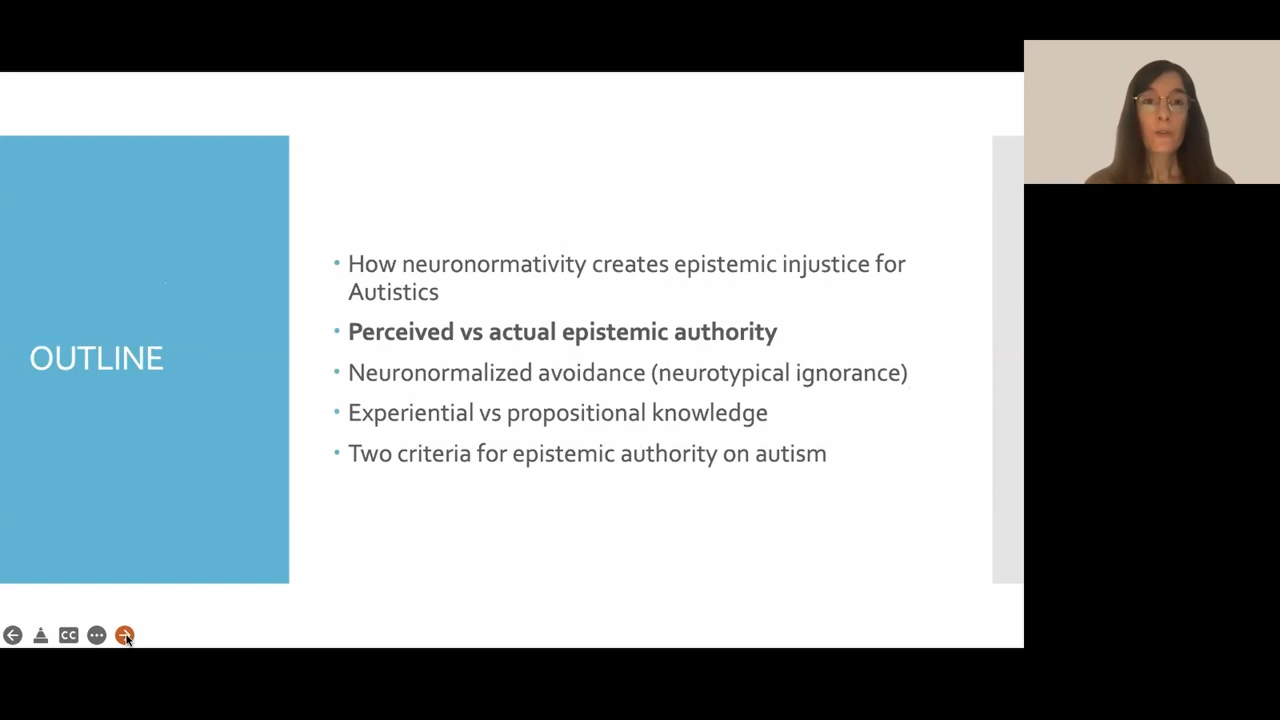 OUTLINE
• How neuronormativity creates epistemic injustice for
Autistics
• Perceived vs actual epistemic authority
• Neuronormalized avoidance (neurotypical ignorance)
• Experiential vs propositional knowledge
• Two criteria for epistemic authority on autism
CC